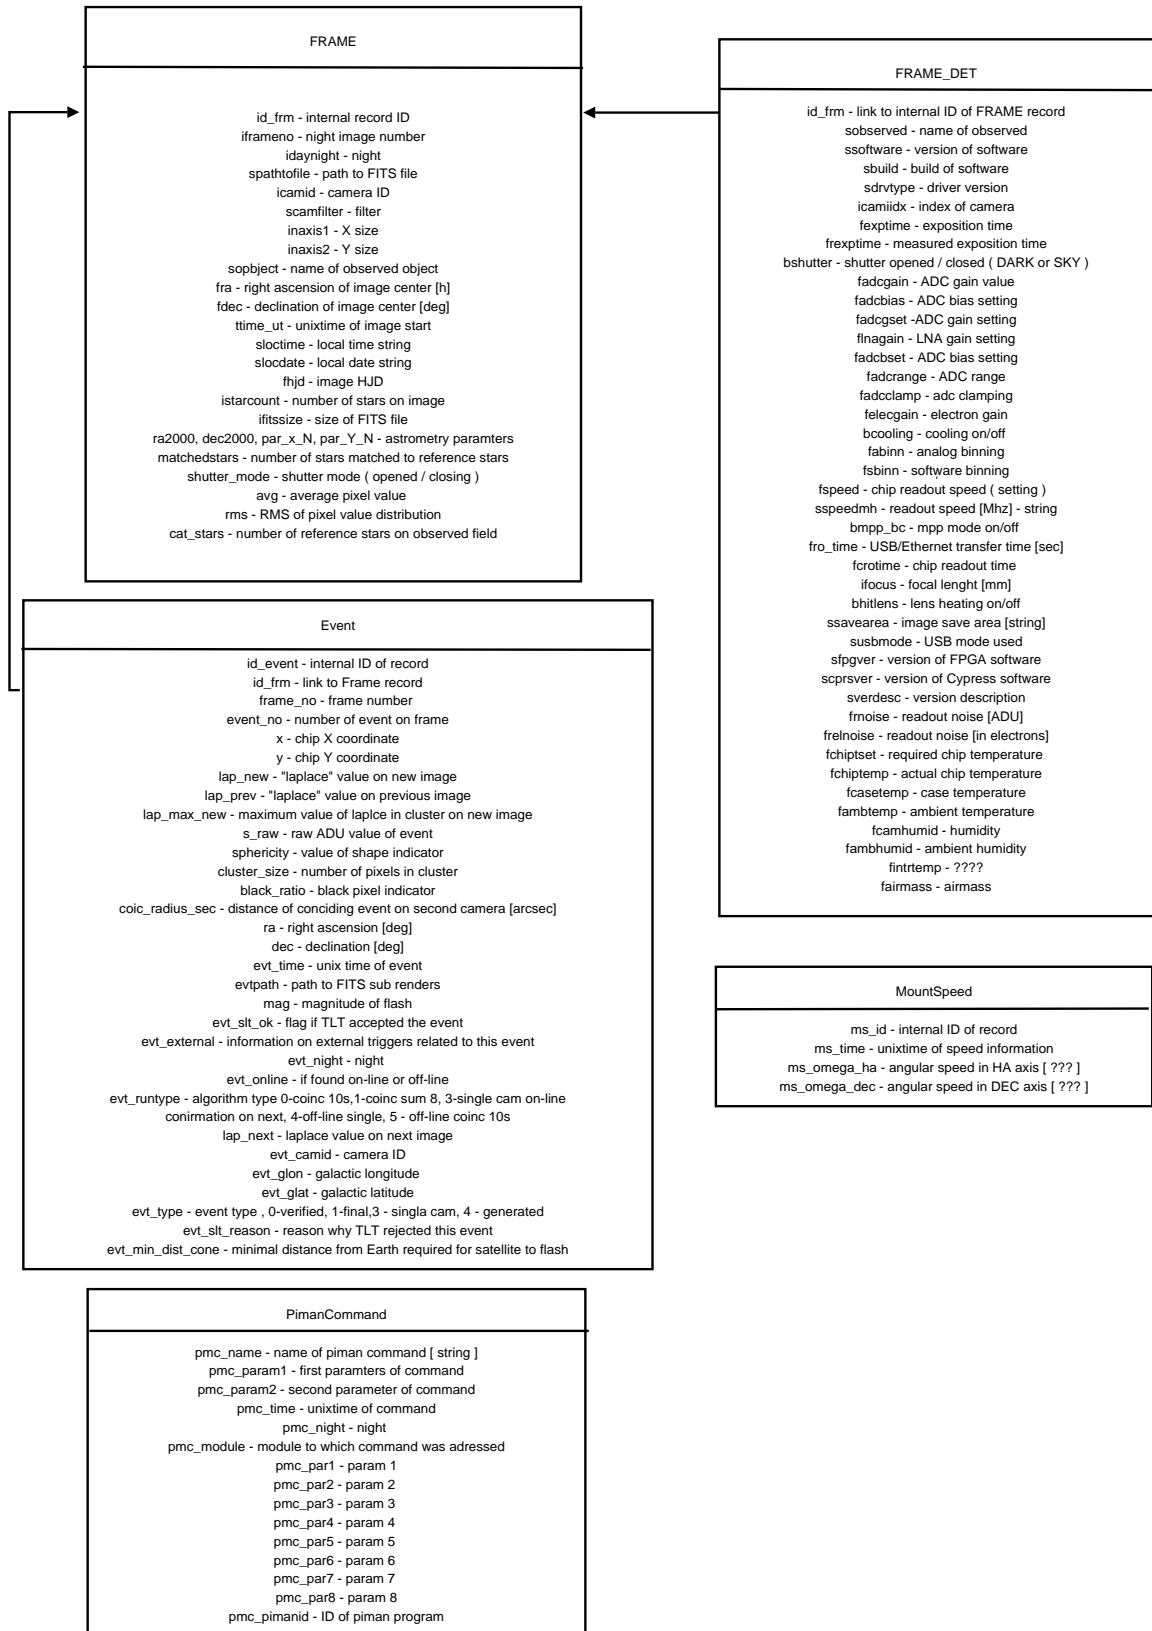 FRAME
id_frm - internal record ID
iframeno - night image number
idaynight - night
spathtofile - path to FITS file
icamid - camera ID
scamfilter - filter
inaxis1 - X size
inaxis2 - Y size
sopbject - name of observed object
fra - right ascension of image center [h]
fdec - declination of image center [deg]
ttime_ut - unixtime of image start
sloctime - local time string
slocdate - local date string
fhjd - image HJD
istarcount - number of stars on image
ifitssize - size of FITS file
ra2000, dec2000, par_x_N, par_Y_N - astrometry paramters
matchedstars - number of stars matched to reference stars
shutter_mode - shutter mode ( opened / closing )
avg - average pixel value
rms - RMS of pixel value distribution
cat_stars - number of reference stars on observed field
FRAME_DET
id_frm - link to internal ID of FRAME record
sobserved - name of observed
ssoftware - version of software
sbuild - build of software
sdrvtype - driver version
icamiidx - index of camera
fexptime - exposition time
frexptime - measured exposition time
bshutter - shutter opened / closed ( DARK or SKY )
fadcgain - ADC gain value
fadcbias - ADC bias setting
fadcgset -ADC gain setting
flnagain - LNA gain setting
fadcbset - ADC bias setting
fadcrange - ADC range
fadcclamp - adc clamping
felecgain - electron gain
bcooling - cooling on/off
fabinn - analog binning
fsbinn - software binning
fspeed - chip readout speed ( setting )
sspeedmh - readout speed [Mhz] - string
bmpp_bc - mpp mode on/off
fro_time - USB/Ethernet transfer time [sec]
fcrotime - chip readout time
ifocus - focal lenght [mm]
bhitlens - lens heating on/off
ssavearea - image save area [string]
susbmode - USB mode used
sfpgver - version of FPGA software
scprsver - version of Cypress software
sverdesc - version description
frnoise - readout noise [ADU]
frelnoise - readout noise [in electrons]
fchiptset - required chip temperature
fchiptemp - actual chip temperature
fcasetemp - case temperature
fambtemp - ambient temperature
fcamhumid - humidity
fambhumid - ambient humidity
fintrtemp - ????
fairmass - airmass
Event
id_event - internal ID of record
id_frm - link to Frame record
frame_no - frame number
event_no - number of event on frame
x - chip X coordinate
y - chip Y coordinate
lap_new - "laplace" value on new image
lap_prev - "laplace" value on previous image
lap_max_new - maximum value of laplce in cluster on new image
s_raw - raw ADU value of event
sphericity - value of shape indicator
cluster_size - number of pixels in cluster
black_ratio - black pixel indicator
coic_radius_sec - distance of conciding event on second camera [arcsec]
ra - right ascension [deg]
dec - declination [deg]
evt_time - unix time of event
evtpath - path to FITS sub renders
mag - magnitude of flash
evt_slt_ok - flag if TLT accepted the event
evt_external - information on external triggers related to this event
evt_night - night
evt_online - if found on-line or off-line
evt_runtype - algorithm type 0-coinc 10s,1-coinc sum 8, 3-single cam on-line
conirmation on next, 4-off-line single, 5 - off-line coinc 10s
lap_next - laplace value on next image
evt_camid - camera ID
evt_glon - galactic longitude
evt_glat - galactic latitude
evt_type - event type , 0-verified, 1-final,3 - singla cam, 4 - generated
evt_slt_reason - reason why TLT rejected this event
evt_min_dist_cone - minimal distance from Earth required for satellite to flash
MountSpeed
ms_id - internal ID of record
ms_time - unixtime of speed information
ms_omega_ha - angular speed in HA axis [ ??? ]
ms_omega_dec - angular speed in DEC axis [ ??? ]
PimanCommand
pmc_name - name of piman command [ string ]
pmc_param1 - first paramters of command
pmc_param2 - second parameter of command
pmc_time - unixtime of command
pmc_night - night
pmc_module - module to which command was adressed
pmc_par1 - param 1
pmc_par2 - param 2
pmc_par3 - param 3
pmc_par4 - param 4
pmc_par5 - param 5
pmc_par6 - param 6
pmc_par7 - param 7
pmc_par8 - param 8
pmc_pimanid - ID of piman program